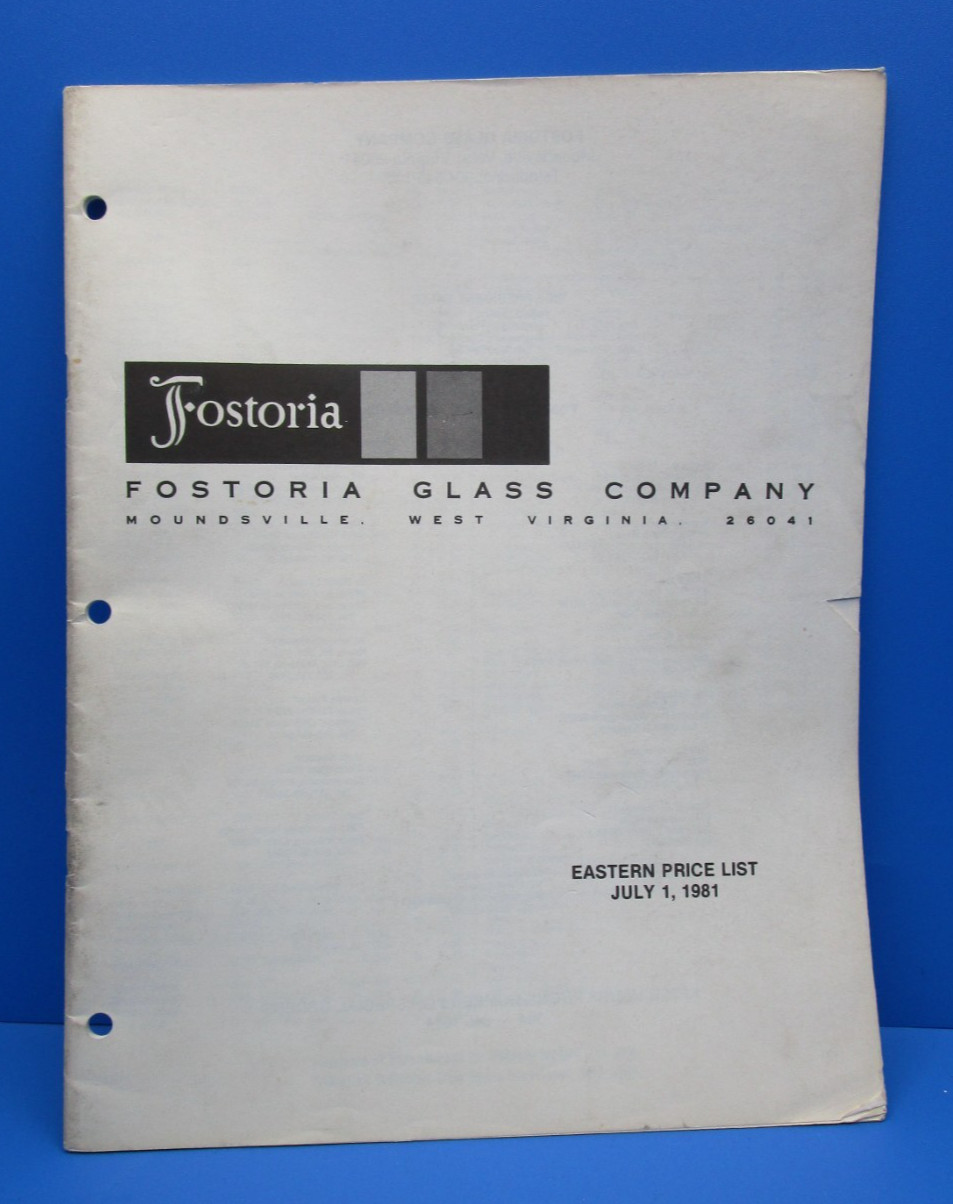 Fostoria
FOSTORIA GLASS COMPANY
MOUNDSVILLE, WEST VIRGINIA, 26041
EASTERN PRICE LIST
JULY 1, 1981